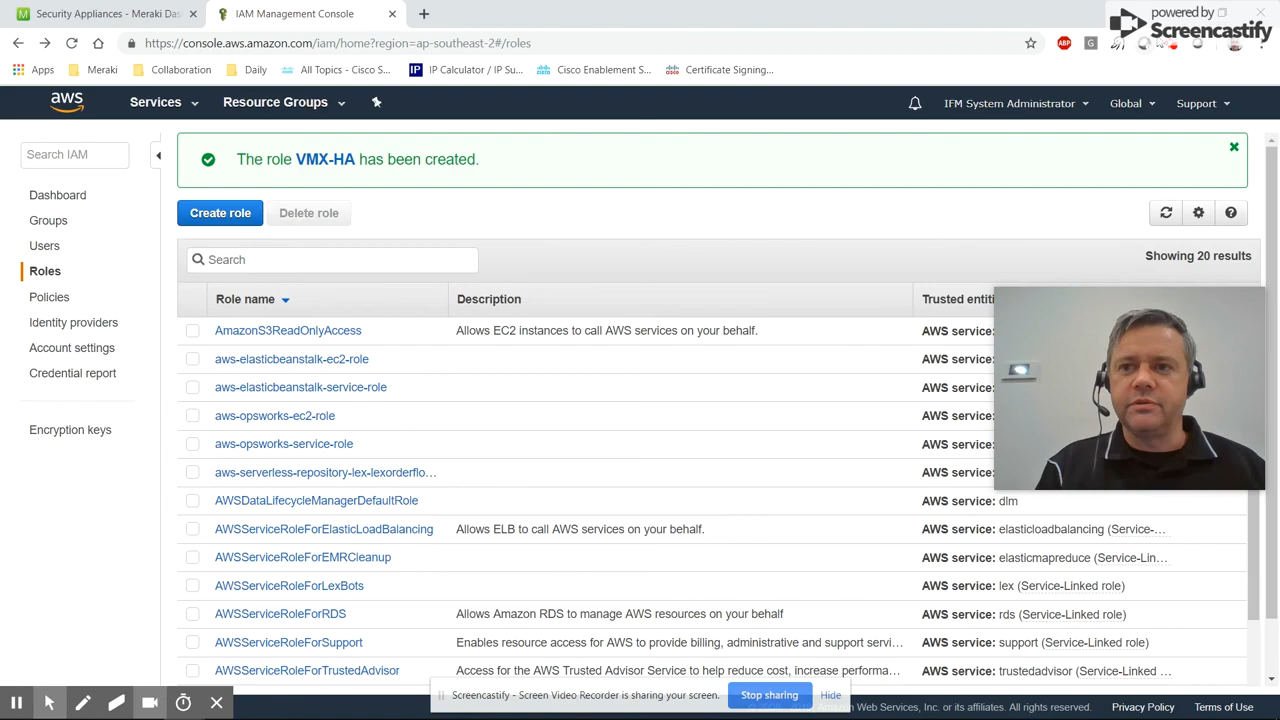 Security Appliances - Meraki Das
IAM Management Console
powered by
Screencastify
https://console.aws.amazon.com/iam/home?region=ap-southeast-2#/roles
ABP
G
Apps
Meraki
Collaboration
Daily
All Topics - Cisco S...
IP
IP Calculator / IP Su...
Cisco Enablement S...
Certificate Signing...
aws
Services
Resource Groups
IFM System Administrator
Global
Support
Search IAM
Dashboard
Groups
Users
Roles
Policies
Identity providers
Account settings
Credential report
Encryption keys
The role VMX-HA has been created.
Create role
Delete role
Search
Showing 20 results
Role name
Description
Trusted entiti
AmazonS3ReadOnlyAccess
Allows EC2 instances to call AWS services on your behalf.
AWS service:
aws-elasticbeanstalk-ec2-role
AWS service:
aws-elasticbeanstalk-service-role
AWS service:
aws-opsworks-ec2-role
AWS service:
aws-opsworks-service-role
AWS service:
aws-serverless-repository-lex-lexorderflo...
AWS service:
AWSDataLifecycleManagerDefaultRole
AWS service: dlm
AWSServiceRoleForElasticLoadBalancing
Allows ELB to call AWS services on your behalf.
AWS service: elasticloadbalancing (Service-...
AWSServiceRoleForEMRCleanup
AWS service: elasticmapreduce (Service-Lin...
AWSServiceRoleForLexBots
AWS service: lex (Service-Linked role)
AWSServiceRoleForRDS
Allows Amazon RDS to manage AWS resources on your behalf
AWS service: rds (Service-Linked role)
AWSServiceRoleForSupport
Enables resource access for AWS to provide billing, administrative and support servi...
AWS service: support (Service-Linked role)
AWSServiceRoleForTrustedAdvisor
Access for the AWS Trusted Advisor Service to help reduce cost, increase performa...
AWS service: trustedadvisor (Service-Linked ...
Screencastify - Screen Video Recorder is sharing your screen.
Stop sharing
Hide
Web Services, Inc. or its affiliates. All rights reserved.
Privacy Policy
Terms of Use